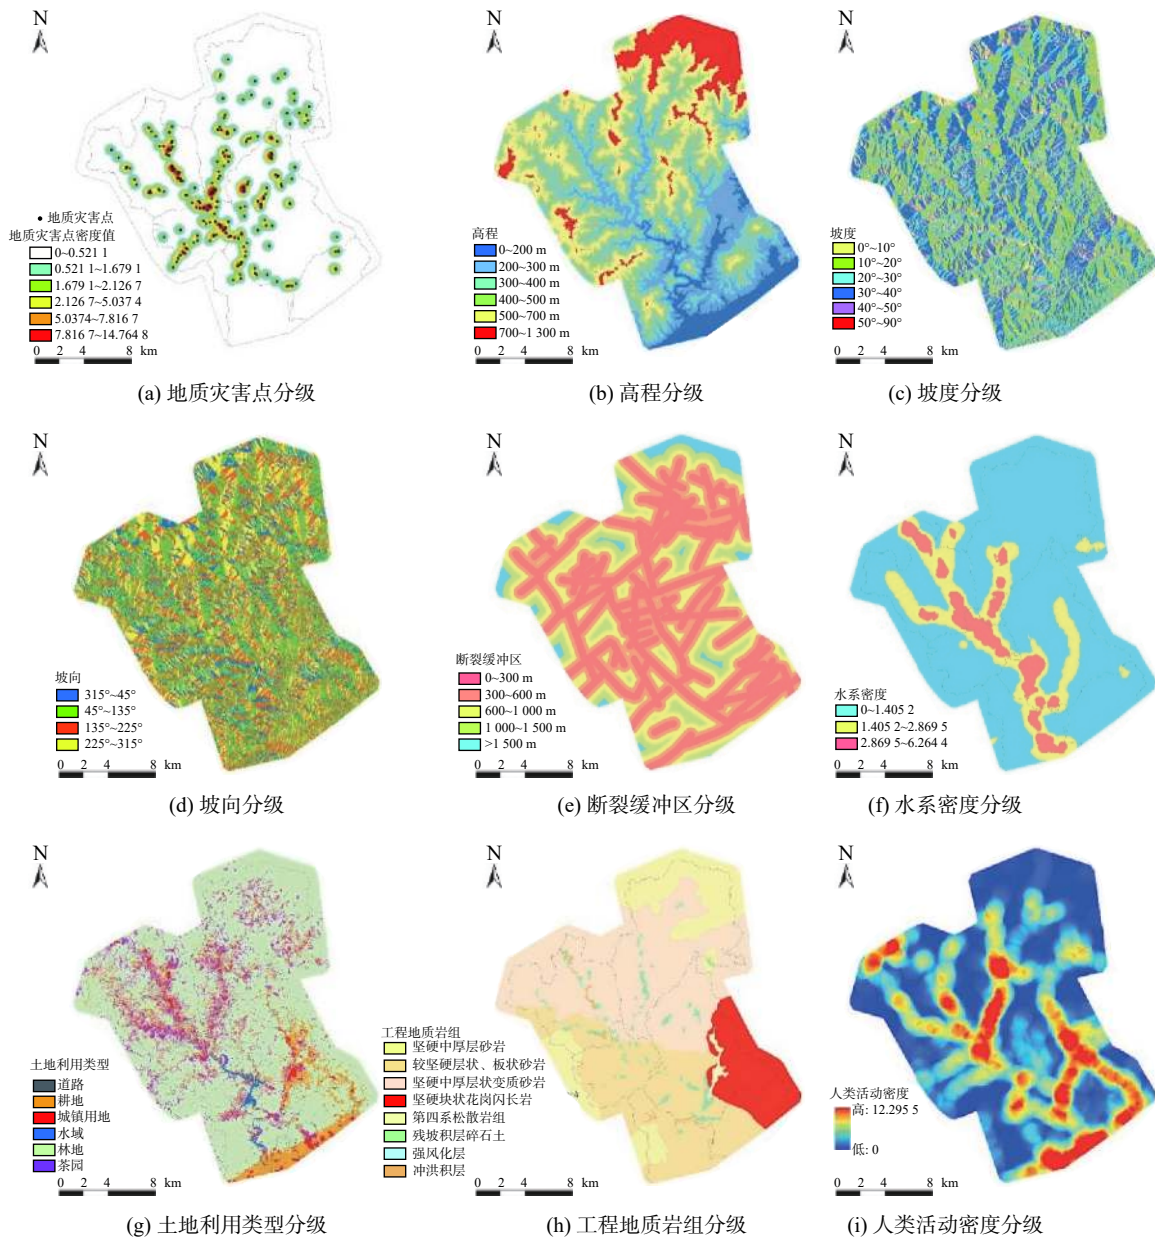 N
地质灾害点
地质灾害点密度值
0~0.521 1
0.521 1~1.679 1
1.679 1~2.126 7
2.126 7~5.037 4
5.0374~7.816 7
7.816 7~14.764 8
0 2 4 8 km
(a) 地质灾害点分级
N
高程
0~200 m
200~300 m
300~400 m
400~500 m
500~700 m
700~1 300 m
0 2 4 8 km
(b) 高程分级
N
坡度
0°~10°
10°~20°
20°~30°
30°~40°
40°~50°
50°~90°
0 2 4 8 km
(c) 坡度分级
N
坡向
315°~45°
45°~135°
135°~225°
225°~315°
0 2 4 8 km
(d) 坡向分级
N
断裂缓冲区
0~300 m
300~600 m
600~1 000 m
1 000~1 500 m
>1 500 m
0 2 4 8 km
(e) 断裂缓冲区分级
N
水系密度
0~1.405 2
1.405 2~2.869 5
2.869 5~6.264 4
0 2 4 8 km
(f) 水系密度分级
N
土地利用类型
道路
耕地
城镇用地
水域
林地
茶园
0 2 4 8 km
(g) 土地利用类型分级
N
工程地质岩组
坚硬中厚层砂岩
较坚硬层状、板状砂岩
坚硬中厚层状变质砂岩
坚硬块状花岗闪长岩
第四系松散岩组
残坡积层碎石土
强风化层
冲洪积层
0 2 4 8 km
(h) 工程地质岩组分级
N
人类活动密度
高: 12.295 5
低: 0
0 2 4 8 km
(i) 人类活动密度分级